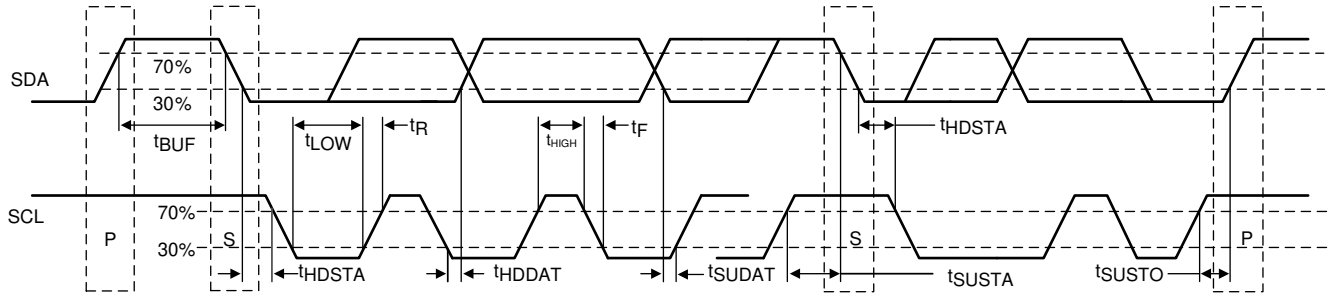 SDA
70%
30%
tBUF
tLOW
tR
tHIGH
tF
tHDSTA
SCL
70%
30%
P
S
S
P
tHDSTA
tHDDAT
tSUDAT
tSUSTA
tSUSTO